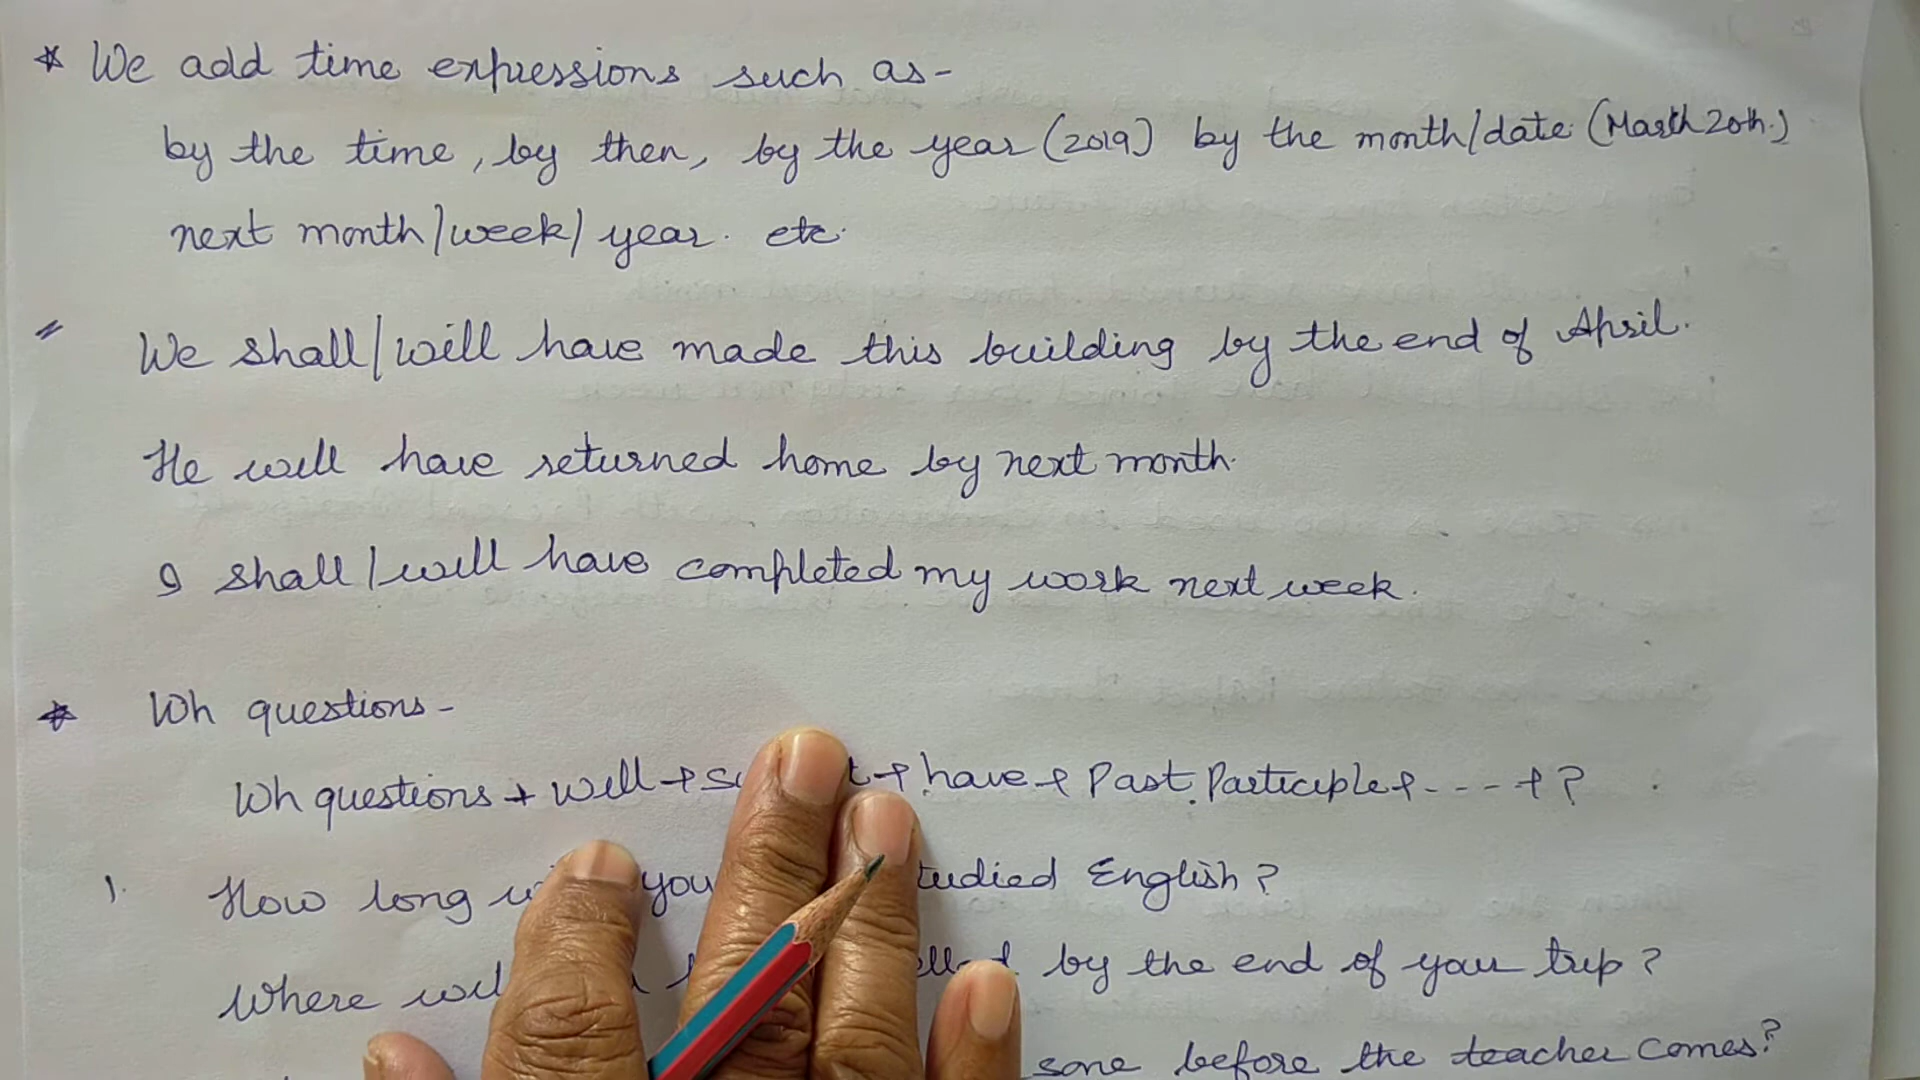 * We add time expressions such as-
by the time, by then, by the year (2019) by the month/date (March 20th.)
next month/week/year. etc.
We shall/will have made this building by the end of April.
He will have returned home by next month.
I shall/will have completed my work next week.
* Wh questions-
Wh questions + will + + have + Past Participle + ---- + ?
1. How long you studied English?
Where by the end of your trip?
before the teacher comes?